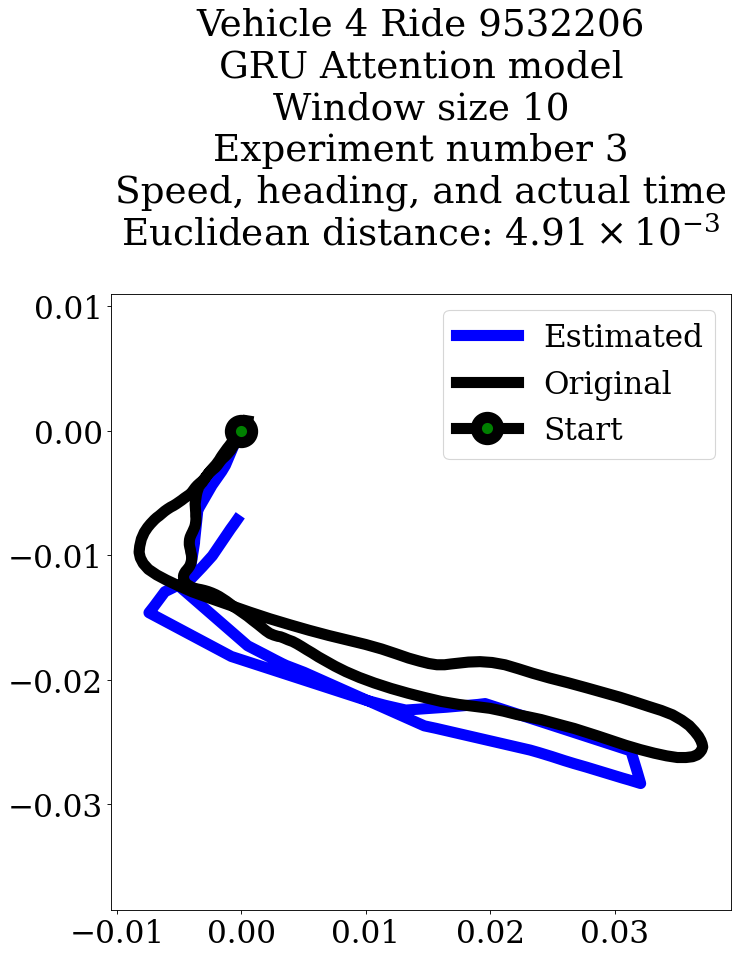 Vehicle 4 Ride 9532206
GRU Attention model
Window size 10
Experiment number 3
Speed, heading, and actual time
Euclidean distance: 4.91 × 10⁻³
Estimated
Original
Start
0.01
0.00
−0.01
−0.02
−0.03
−0.01 0.00 0.01 0.02 0.03